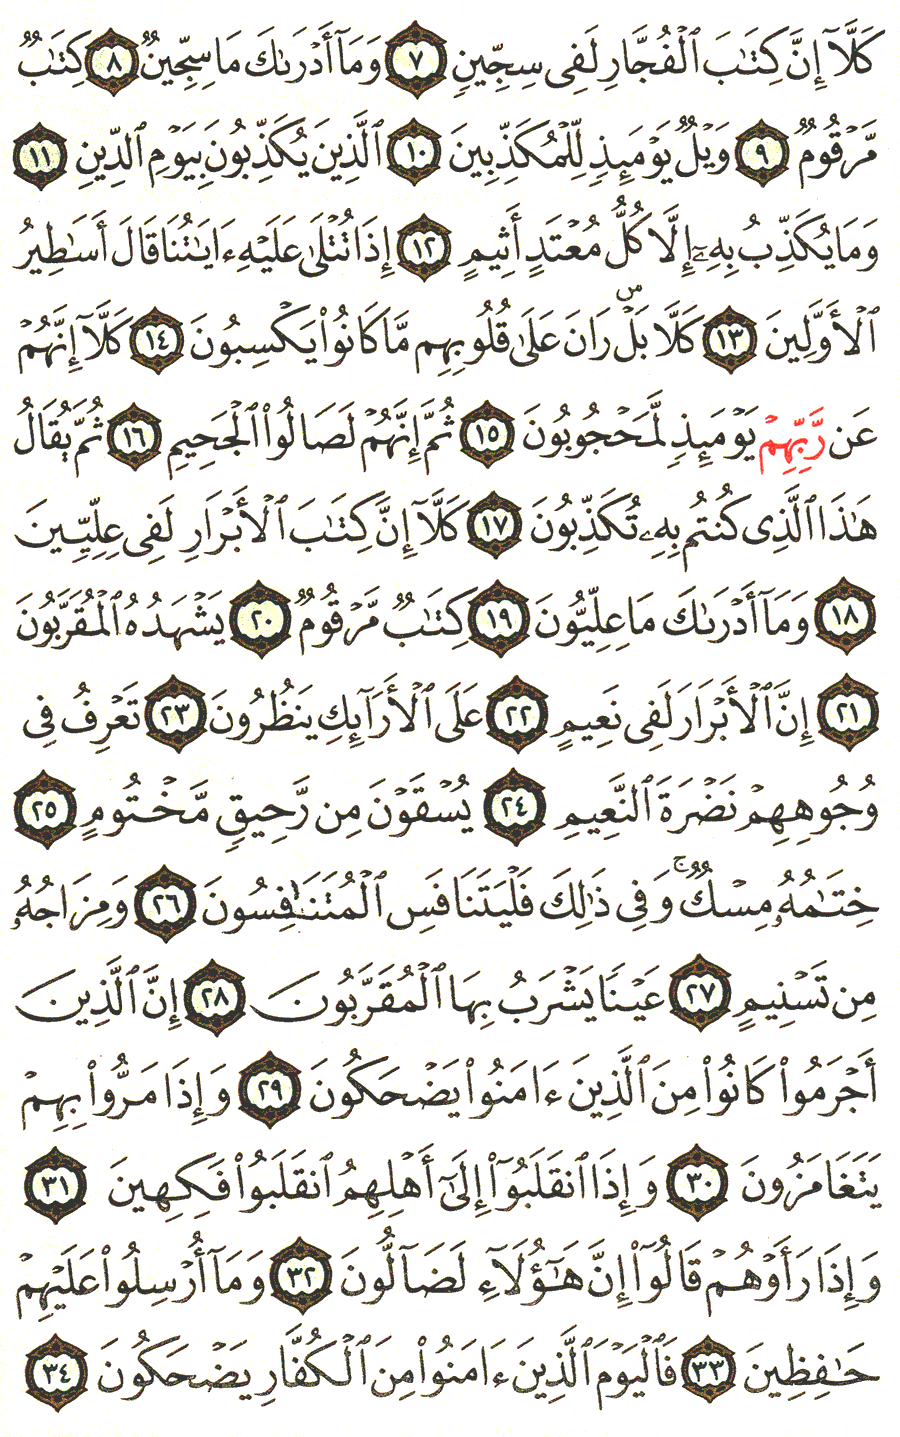 كَلَّآ إِنَّ كِتَـٰبَ ٱلْفُجَّارِ لَفِى سِجِّينٍ ٧ وَمَآ أَدْرَىٰكَ مَا سِجِّينٌ ٨ كِتَـٰبٌ
مَّرْقُومٌ ٩ وَيْلٌ يَوْمَئِذٍ لِّلْمُكَذِّبِينَ ١٠ ٱلَّذِينَ يُكَذِّبُونَ بِيَوْمِ ٱلدِّينِ ١١
وَمَا يُكَذِّبُ بِهِۦٓ إِلَّا كُلُّ مُعْتَدٍ أَثِيمٍ ١٢ إِذَا تُتْلَىٰ عَلَيْهِ ءَايَـٰتُنَا قَالَ أَسَـٰطِيرُ
ٱلْأَوَّلِينَ ١٣ كَلَّا بَلْ ۜ رَانَ عَلَىٰ قُلُوبِهِم مَّا كَانُوا۟ يَكْسِبُونَ ١٤ كَلَّآ إِنَّهُمْ
عَن رَّبِّهِمْ يَوْمَئِذٍ لَّمَحْجُوبُونَ ١٥ ثُمَّ إِنَّهُمْ لَصَالُوا۟ ٱلْجَحِيمِ ١٦ ثُمَّ يُقَالُ
هَـٰذَا ٱلَّذِى كُنتُم بِهِۦ تُكَذِّبُونَ ١٧ كَلَّآ إِنَّ كِتَـٰبَ ٱلْأَبْرَارِ لَفِى عِلِّيِّينَ
١٨ وَمَآ أَدْرَىٰكَ مَا عِلِّيُّونَ ١٩ كِتَـٰبٌ مَّرْقُومٌ ٢٠ يَشْهَدُهُ ٱلْمُقَرَّبُونَ
٢١ إِنَّ ٱلْأَبْرَارَ لَفِى نَعِيمٍ ٢٢ عَلَى ٱلْأَرَآئِكِ يَنظُرُونَ ٢٣ تَعْرِفُ فِى
وُجُوهِهِمْ نَضْرَةَ ٱلنَّعِيمِ ٢٤ يُسْقَوْنَ مِن رَّحِيقٍ مَّخْتُومٍ ٢٥
خِتَـٰمُهُۥ مِسْكٌ ۚ وَفِى ذَٰلِكَ فَلْيَتَنَافَسِ ٱلْمُتَنَـٰفِسُونَ ٢٦ وَمِزَاجُهُۥ
مِن تَسْنِيمٍ ٢٧ عَيْنًا يَشْرَبُ بِهَا ٱلْمُقَرَّبُونَ ٢٨ إِنَّ ٱلَّذِينَ
أَجْرَمُوا۟ كَانُوا۟ مِنَ ٱلَّذِينَ ءَامَنُوا۟ يَضْحَكُونَ ٢٩ وَإِذَا مَرُّوا۟ بِهِمْ
يَتَغَامَزُونَ ٣٠ وَإِذَا ٱنقَلَبُوٓا۟ إِلَىٰٓ أَهْلِهِمُ ٱنقَلَبُوا۟ فَكِهِينَ ٣١
وَإِذَا رَأَوْهُمْ قَالُوٓا۟ إِنَّ هَـٰٓؤُلَآءِ لَضَآلُّونَ ٣٢ وَمَآ أُرْسِلُوا۟ عَلَيْهِمْ
حَـٰفِظِينَ ٣٣ فَٱلْيَوْمَ ٱلَّذِينَ ءَامَنُوا۟ مِنَ ٱلْكُفَّارِ يَضْحَكُونَ ٣٤